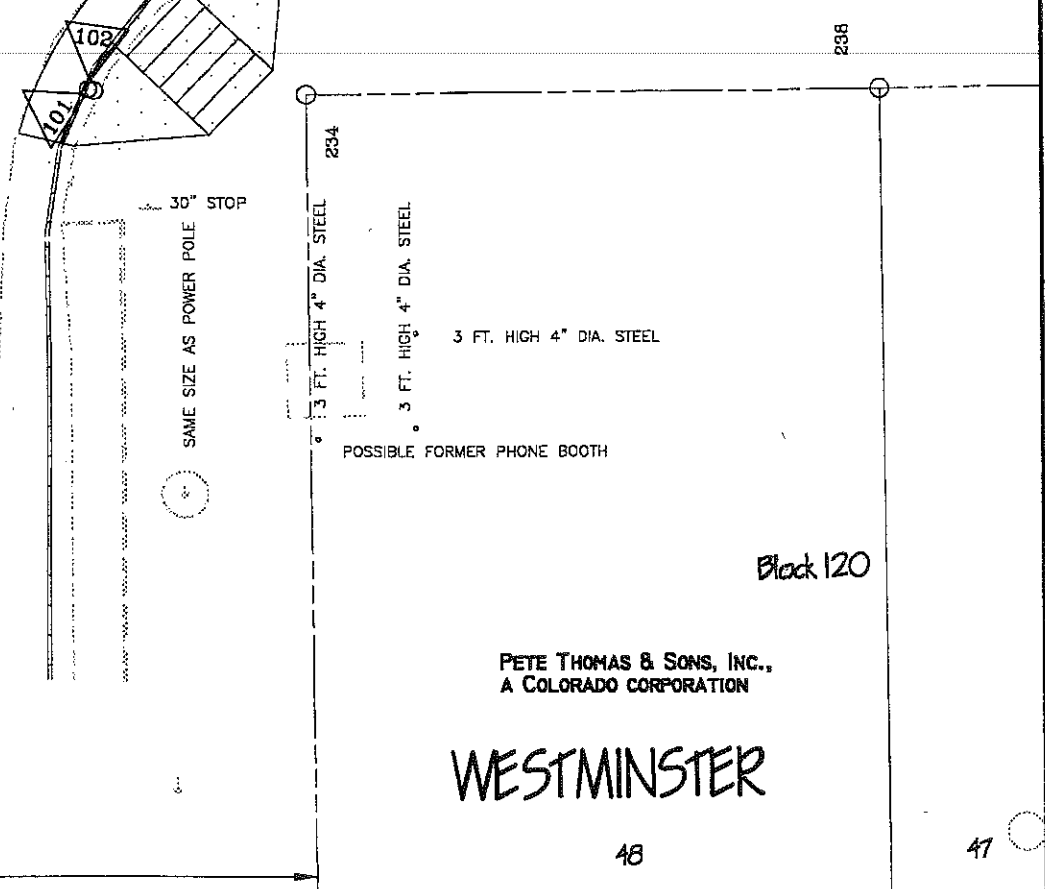 102
238
101
234
30" STOP
SAME SIZE AS POWER POLE
3 FT. HIGH 4" DIA. STEEL
3 FT. HIGH 4" DIA. STEEL
3 FT. HIGH 4" DIA. STEEL
POSSIBLE FORMER PHONE BOOTH
Block 120
PETE THOMAS & SONS, INC.,
A COLORADO CORPORATION
WESTMINSTER
48
47